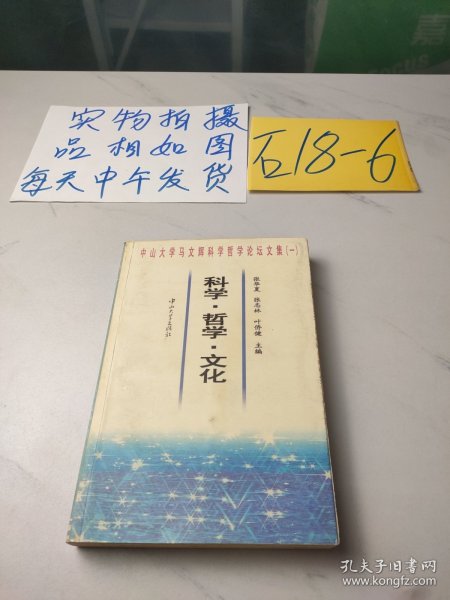 嘉
实物拍摄
品相如图
每天中午发货
石18-6
中山大学马文辉科学哲学论坛文集(一)
张华夏 张志林 叶侨健 主编
科学·哲学·文化
中山大学出版社
孔夫子旧书网
www.kongfz.com